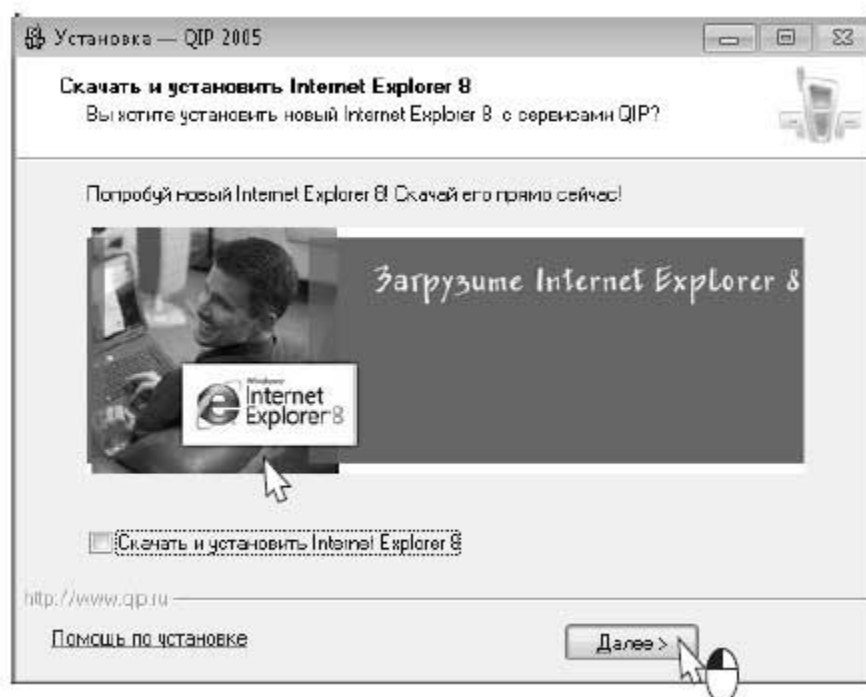 Установка — QIP 2005
Скачать и установить Internet Explorer 8
Вы хотите установить новый Internet Explorer 8 с сервисами QIP?
Попробуй новый Internet Explorer 8! Скачай его прямо сейчас!
Загрузите Internet Explorer 8
Windows
Internet
Explorer 8
Скачать и установить Internet Explorer 8
http://www.qip.ru
Помощь по установке
Далее >